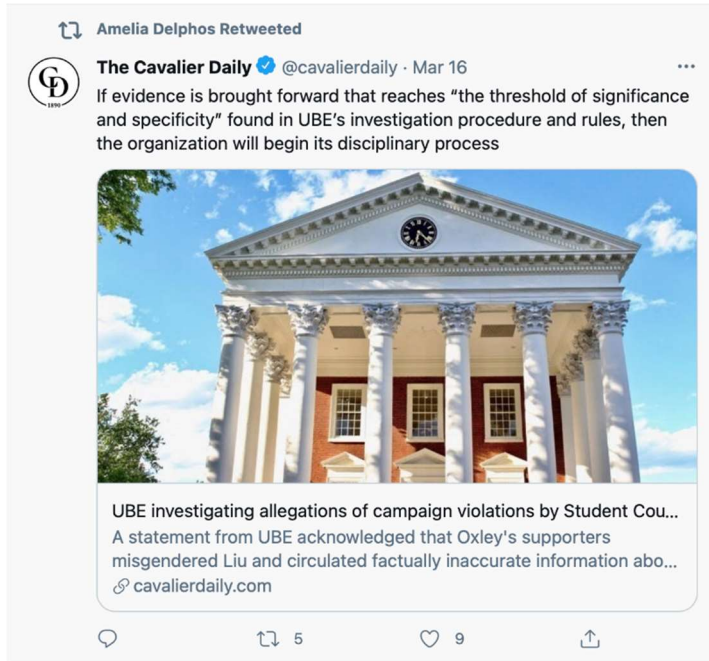 Amelia Delphos Retweeted
The Cavalier Daily @cavalierdaily · Mar 16
CD
1890
If evidence is brought forward that reaches “the threshold of significance
and specificity” found in UBE’s investigation procedure and rules, then
the organization will begin its disciplinary process
UBE investigating allegations of campaign violations by Student Cou...
A statement from UBE acknowledged that Oxley's supporters
misgendered Liu and circulated factually inaccurate information abo...
cavalierdaily.com
5 9